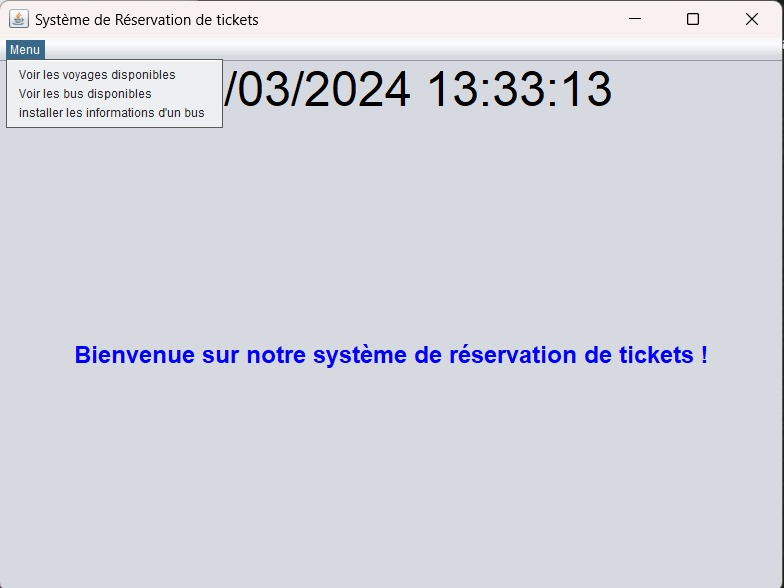 Système de Réservation de tickets
Menu
Voir les voyages disponibles
Voir les bus disponibles
installer les informations d'un bus
/03/2024 13:33:13
Bienvenue sur notre système de réservation de tickets !